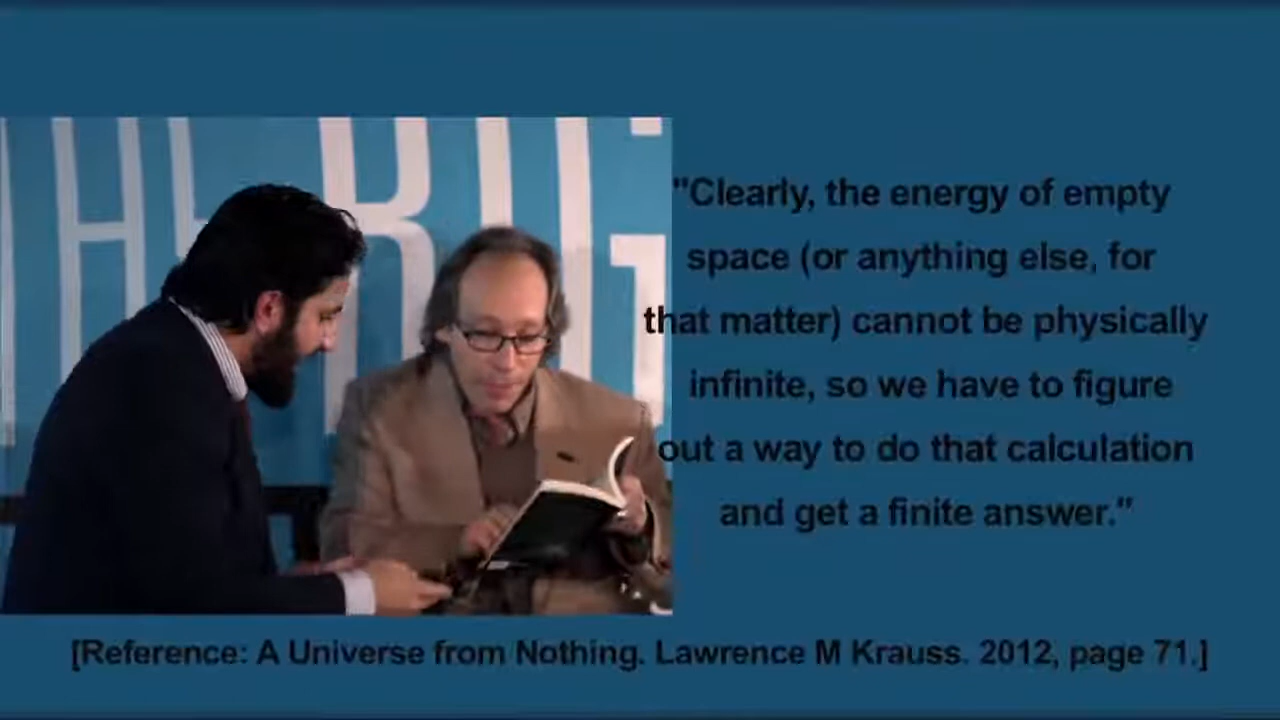 THE BIG
"Clearly, the energy of empty
space (or anything else, for
that matter) cannot be physically
infinite, so we have to figure
out a way to do that calculation
and get a finite answer."
[Reference: A Universe from Nothing. Lawrence M Krauss. 2012, page 71.]